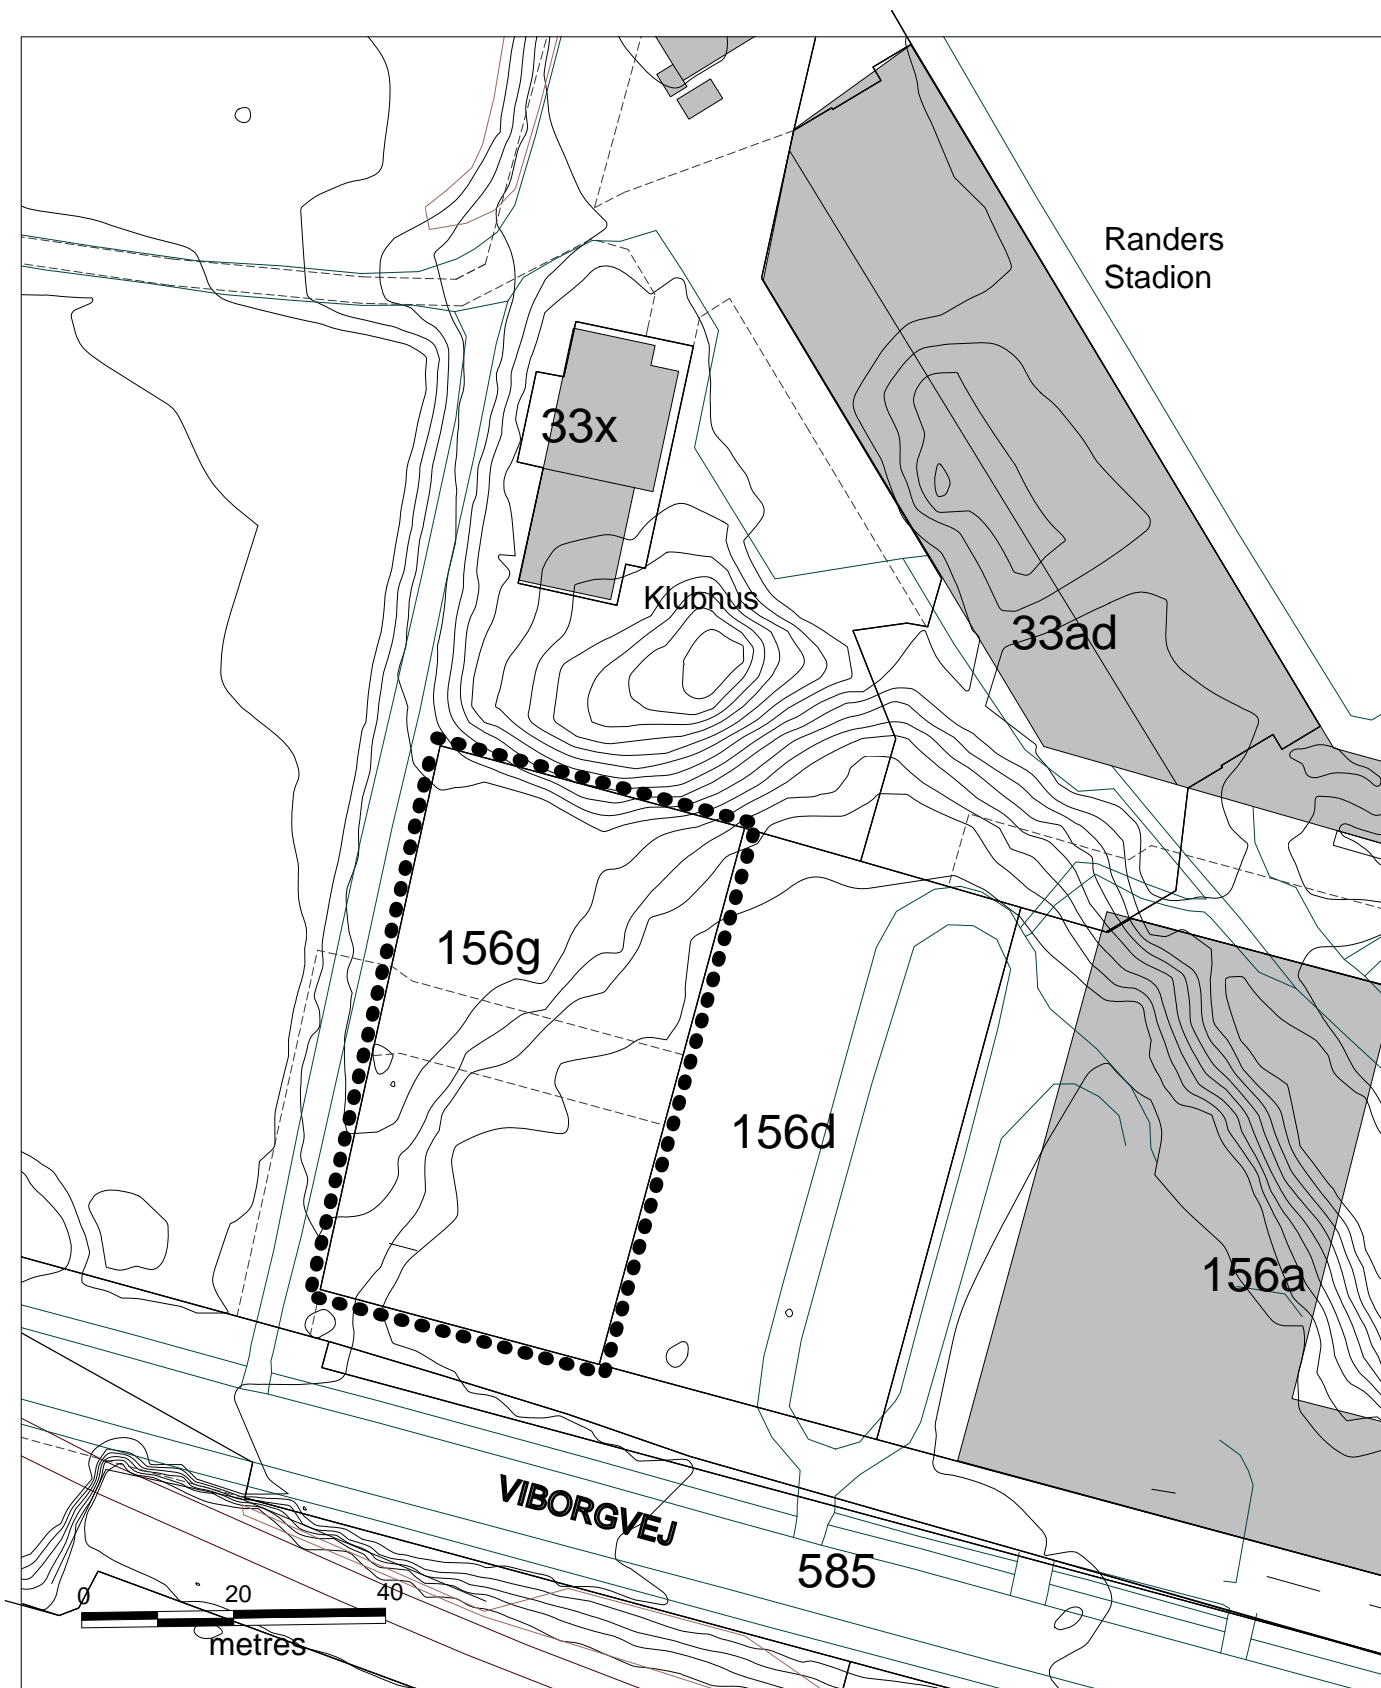 Randers
Stadion
33x
Klubhus
33ad
156g
156d
156a
VIBORGVEJ
585
0 20 40
metres